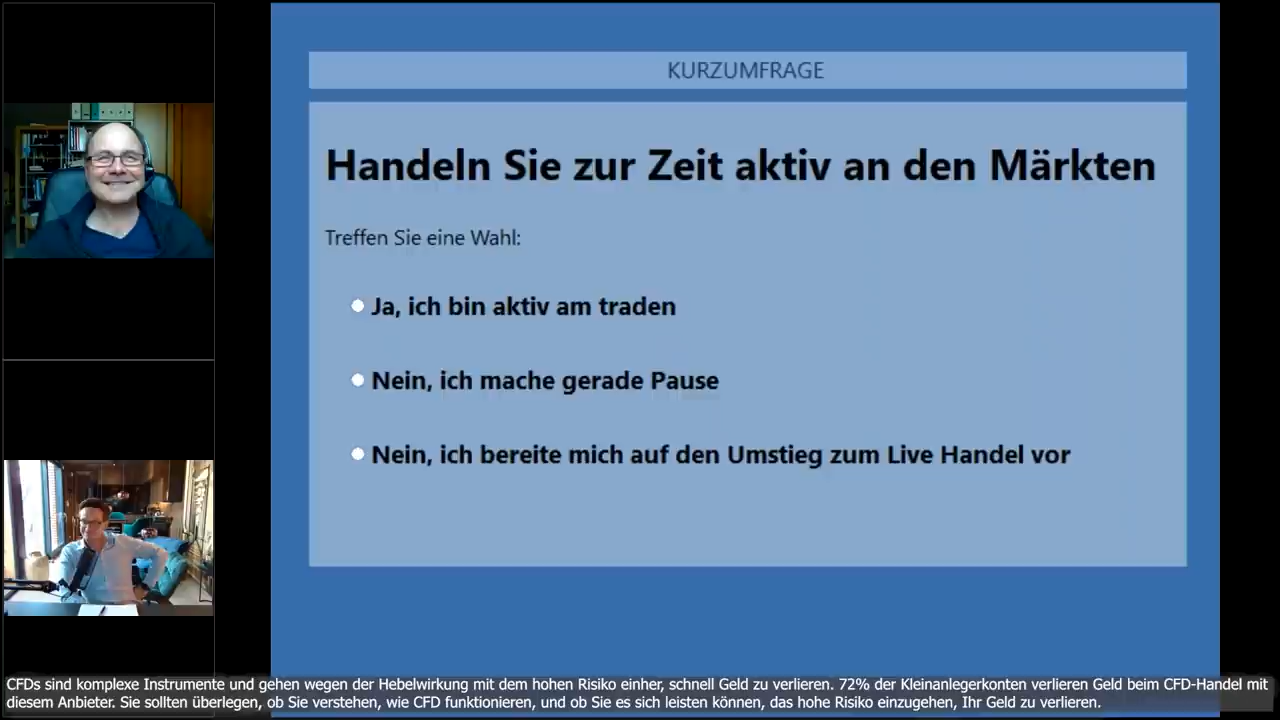 KURZUMFRAGE
Handeln Sie zur Zeit aktiv an den Märkten
Treffen Sie eine Wahl:
Ja, ich bin aktiv am traden
Nein, ich mache gerade Pause
Nein, ich bereite mich auf den Umstieg zum Live Handel vor
CFDs sind komplexe Instrumente und gehen wegen der Hebelwirkung mit dem hohen Risiko einher, schnell Geld zu verlieren. 72% der Kleinanlegerkonten verlieren Geld beim CFD-Handel mit
diesem Anbieter. Sie sollten überlegen, ob Sie verstehen, wie CFD funktionieren, und ob Sie es sich leisten können, das hohe Risiko einzugehen, Ihr Geld zu verlieren.